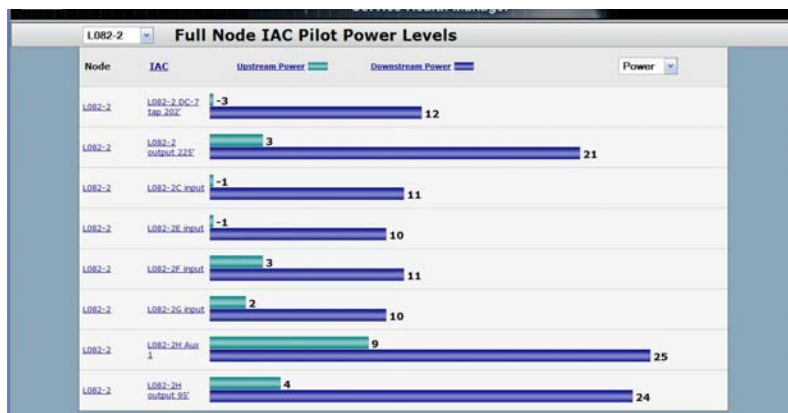 Service Health Manager
L082-2 Full Node IAC Pilot Power Levels
Node IAC Upstream Power Downstream Power Power
L082-2 L082-2 DC-7 tap 202' -3 12
L082-2 L082-2 output 225' 3 21
L082-2 L082-2C input -1 11
L082-2 L082-2E input -1 10
L082-2 L082-2F input 3 11
L082-2 L082-2G input 2 10
L082-2 L082-2H Aux 1 9 25
L082-2 L082-2H output 95' 4 24